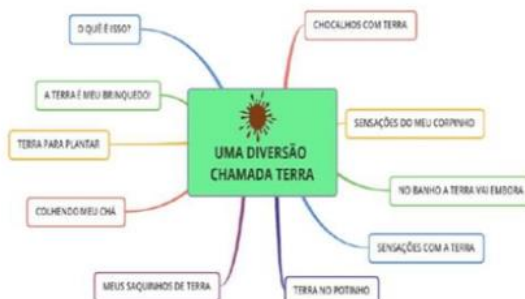 O QUÊ É ISSO?
CHOCALHOS COM TERRA
A TERRA É MEU BRINQUEDO!
SENSAÇÕES DO MEU CORPINHO
TERRA PARA PLANTAR
UMA DIVERSÃO
CHAMADA TERRA
NO BANHO A TERRA VAI EMBORA
COLHENDO MEU CHÁ
SENSAÇÕES COM A TERRA
MEUS SAQUINHOS DE TERRA
TERRA NO POTINHO